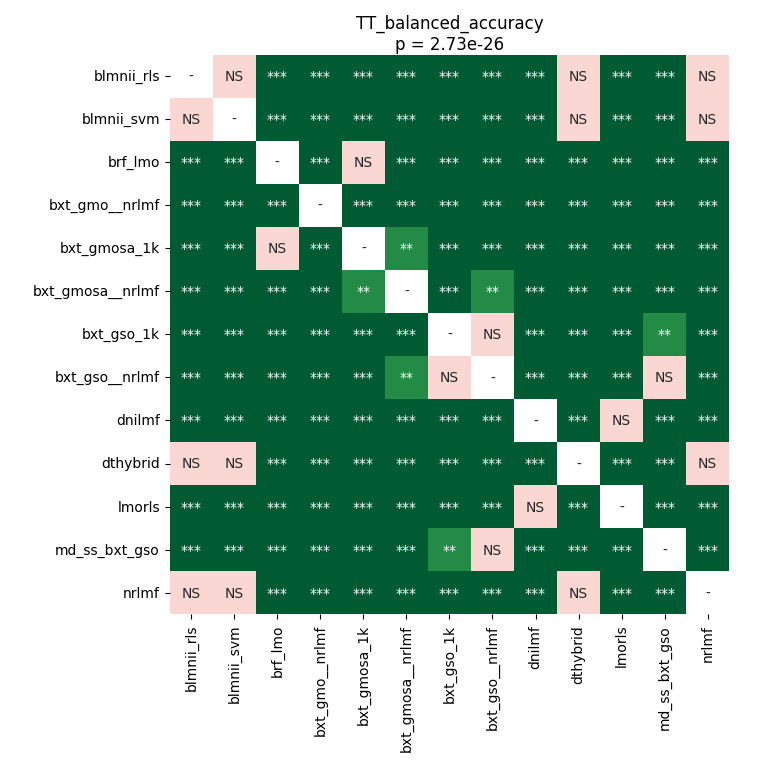 TT_balanced_accuracy
p = 2.73e-26
blmnii_rls - NS *** *** *** *** *** *** *** NS *** *** NS
blmnii_svm NS - *** *** *** *** *** *** *** NS *** *** NS
brf_lmo *** *** - *** NS *** *** *** *** *** *** *** ***
bxt_gmo__nrlmf *** *** *** - *** *** *** *** *** *** *** *** ***
bxt_gmosa_1k *** *** NS *** - ** *** *** *** *** *** *** ***
bxt_gmosa__nrlmf *** *** *** *** ** - *** ** *** *** *** *** ***
bxt_gso_1k *** *** *** *** *** *** - NS *** *** *** ** ***
bxt_gso__nrlmf *** *** *** *** *** ** NS - *** *** *** NS ***
dnilmf *** *** *** *** *** *** *** *** - *** NS *** ***
dthybrid NS NS *** *** *** *** *** *** *** - *** *** NS
lmorls *** *** *** *** *** *** *** *** NS *** - *** ***
md_ss_bxt_gso *** *** *** *** *** *** ** NS *** *** *** - ***
nrlmf NS NS *** *** *** *** *** *** *** NS *** *** -
blmnii_rls
blmnii_svm
brf_lmo
bxt_gmo__nrlmf
bxt_gmosa_1k
bxt_gmosa__nrlmf
bxt_gso_1k
bxt_gso__nrlmf
dnilmf
dthybrid
lmorls
md_ss_bxt_gso
nrlmf